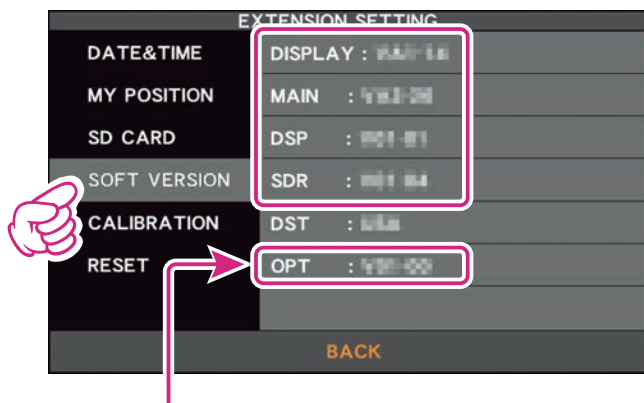 EXTENSION SETTING
DATE&TIME DISPLAY :
MY POSITION MAIN :
SD CARD DSP :
SOFT VERSION SDR :
CALIBRATION DST :
RESET OPT :
BACK